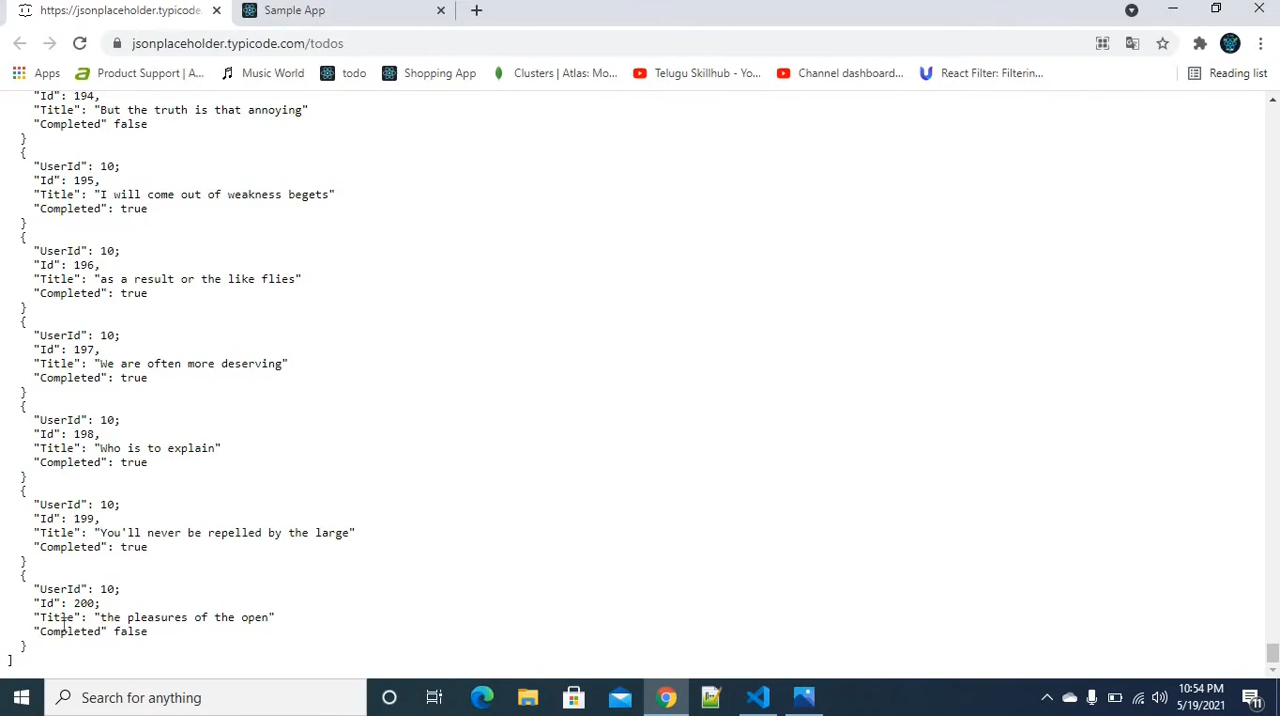 https://jsonplaceholder.typicode.
Sample App
jsonplaceholder.typicode.com/todos
Apps
Product Support | A...
Music World
todo
Shopping App
Clusters | Atlas: Mo...
Telugu Skillhub - Yo...
Channel dashboard...
React Filter: Filterin...
Reading list
"Id": 194,
"Title": "But the truth is that annoying"
"Completed" false
}
{
"UserId": 10;
"Id": 195,
"Title": "I will come out of weakness begets"
"Completed": true
}
{
"UserId": 10;
"Id": 196,
"Title": "as a result or the like flies"
"Completed": true
}
{
"UserId": 10;
"Id": 197,
"Title": "We are often more deserving"
"Completed": true
}
{
"UserId": 10;
"Id": 198,
"Title": "Who is to explain"
"Completed": true
}
{
"UserId": 10;
"Id": 199,
"Title": "You'll never be repelled by the large"
"Completed": true
}
{
"UserId": 10;
"Id": 200;
"Title": "the pleasures of the open"
"Completed" false
}
]
Search for anything
10:54 PM
5/19/2021
11